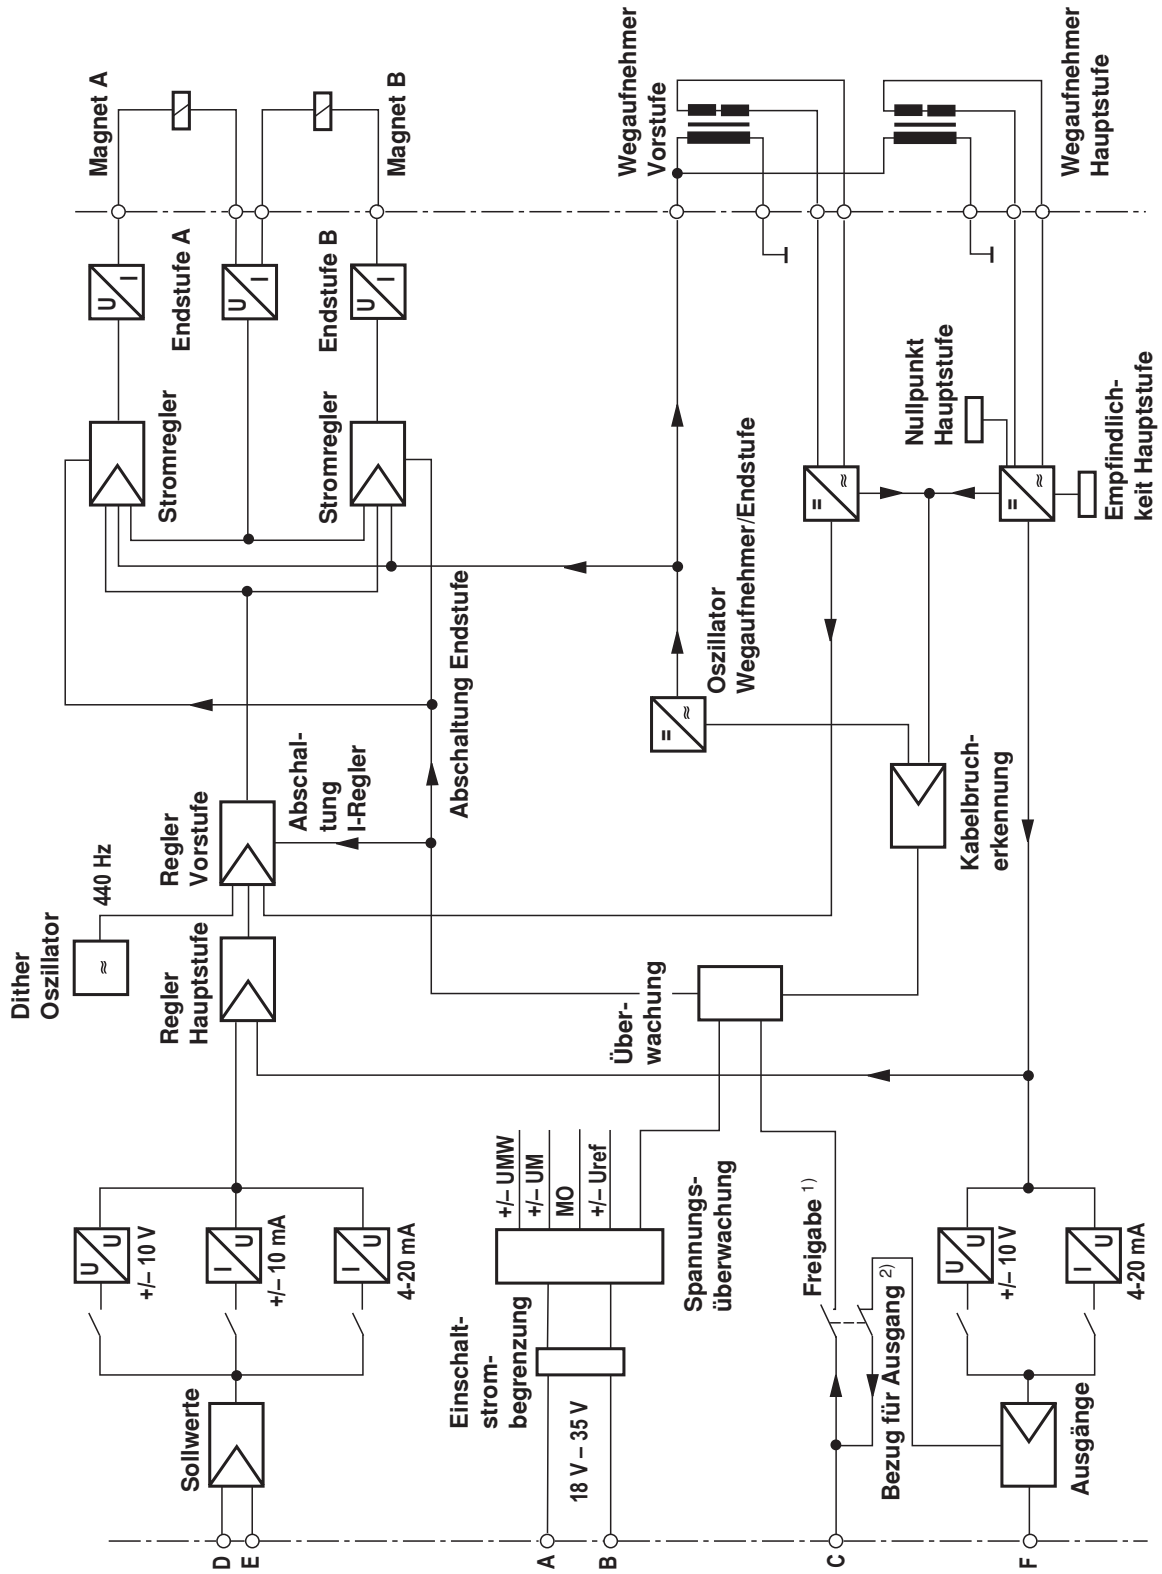 Dither
Oszillator
≈
440 Hz
Magnet A
Magnet B
Endstufe A
Endstufe B
U
I
U
I
U
I
Stromregler
Stromregler
Regler
Vorstufe
Regler
Hauptstufe
Abschal-
tung
I-Regler
Abschaltung Endstufe
U
U
+/– 10 V
I
U
+/– 10 mA
I
U
4-20 mA
Sollwerte
D
E
Wegaufnehmer
Vorstufe
Wegaufnehmer
Hauptstufe
Nullpunkt
Hauptstufe
Empfindlich-
keit Hauptstufe
=
≈
=
≈
Oszillator
Wegaufnehmer/Endstufe
=
≈
Kabelbruch-
erkennung
Über-
wachung
+/– UMW
+/– UM
MO
+/– Uref
Spannungs-
überwachung
Einschalt-
strom-
begrenzung
18 V – 35 V
A
B
Freigabe 1)
Bezug für Ausgang 2)
C
U
U
+/– 10 V
I
U
4-20 mA
Ausgänge
F